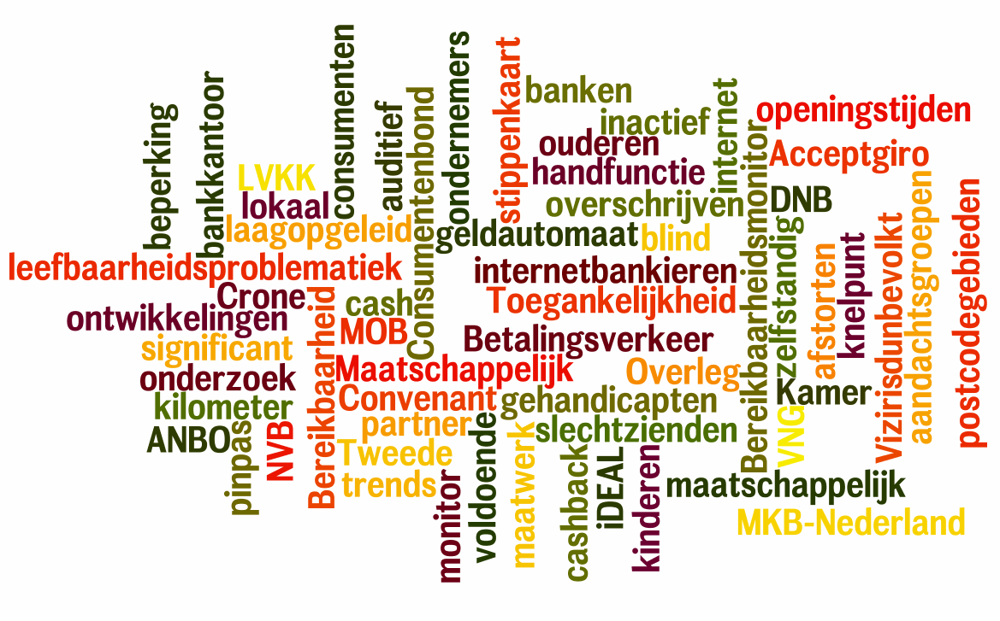 beperking
bankkantoor
consumenten
auditief
Consumentenbond
ondernemers
stippenkaart
banken
inactief
internet
openingstijden
ouderen
Acceptgiro
LVKK
handfunctie
lokaal
overschrijven
DNB
laagopgeleid
geldautomaat
blind
leefbaarheidsproblematiek
internetbankieren
Bereikbaarheidsmonitor
zelfstandig
afstorten
knelpunt
Vizirisdunbevolkt
aandachtsgroepen
postcodegebieden
Crone
cash
Toegankelijkheid
ontwikkelingen
MOB
Betalingsverkeer
significant
Bereikbaarheid
Maatschappelijk
Overleg
onderzoek
Convenant
gehandicapten
Kamer
kilometer
partner
slechtzienden
VNG
ANBO
pinpas
NVB
Tweede
trends
monitor
voldoende
maatwerk
cashback
iDEAL
kinderen
maatschappelijk
MKB-Nederland